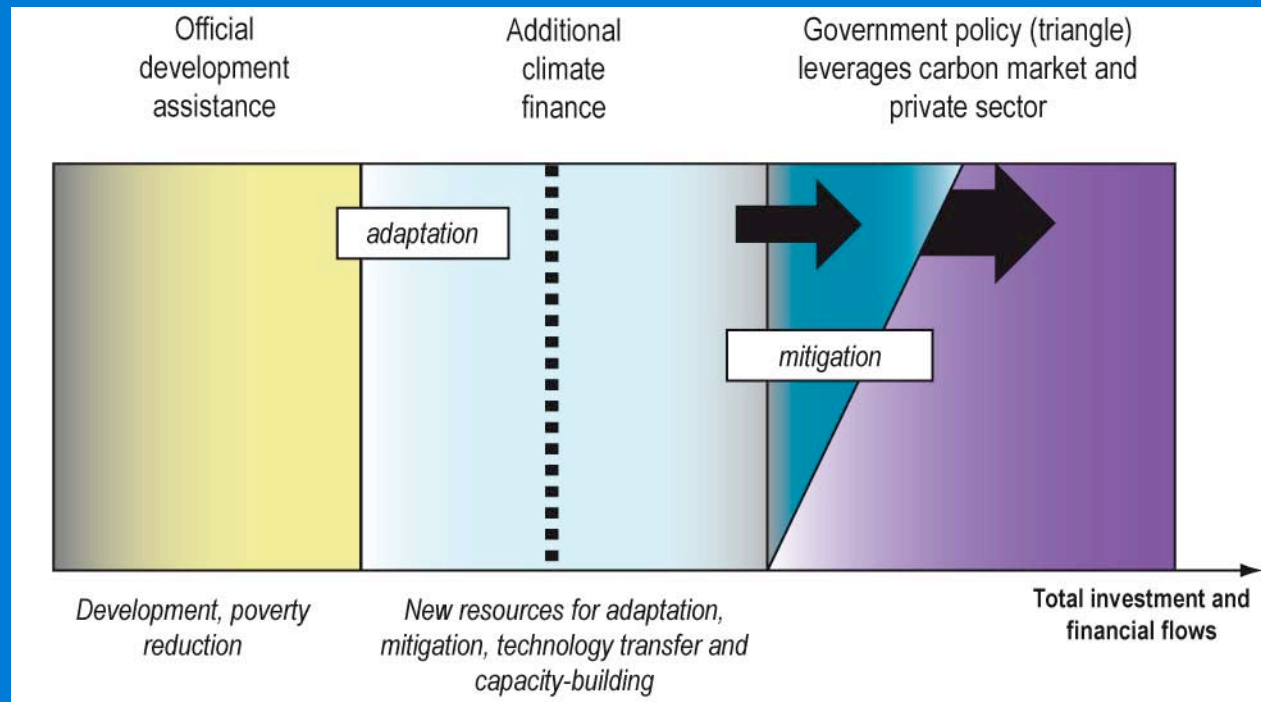 Official
development
assistance
Additional
climate
finance
Government policy (triangle)
leverages carbon market and
private sector
adaptation
mitigation
Development, poverty
reduction
New resources for adaptation,
mitigation, technology transfer and
capacity-building
Total investment and
financial flows